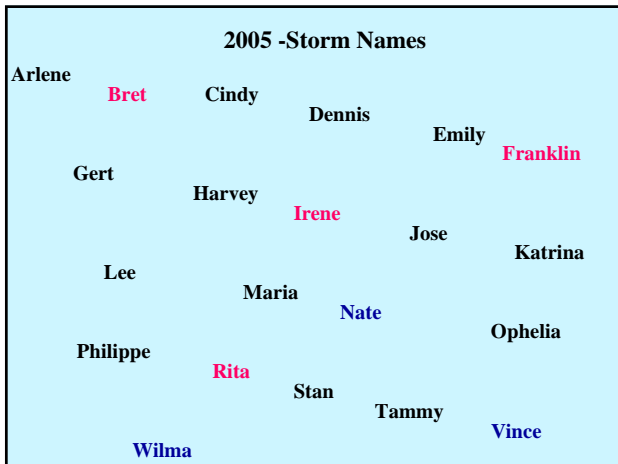 2005 -Storm Names
Arlene
Bret
Cindy
Dennis
Emily
Franklin
Gert
Harvey
Irene
Jose
Katrina
Lee
Maria
Nate
Ophelia
Philippe
Rita
Stan
Tammy
Vince
Wilma